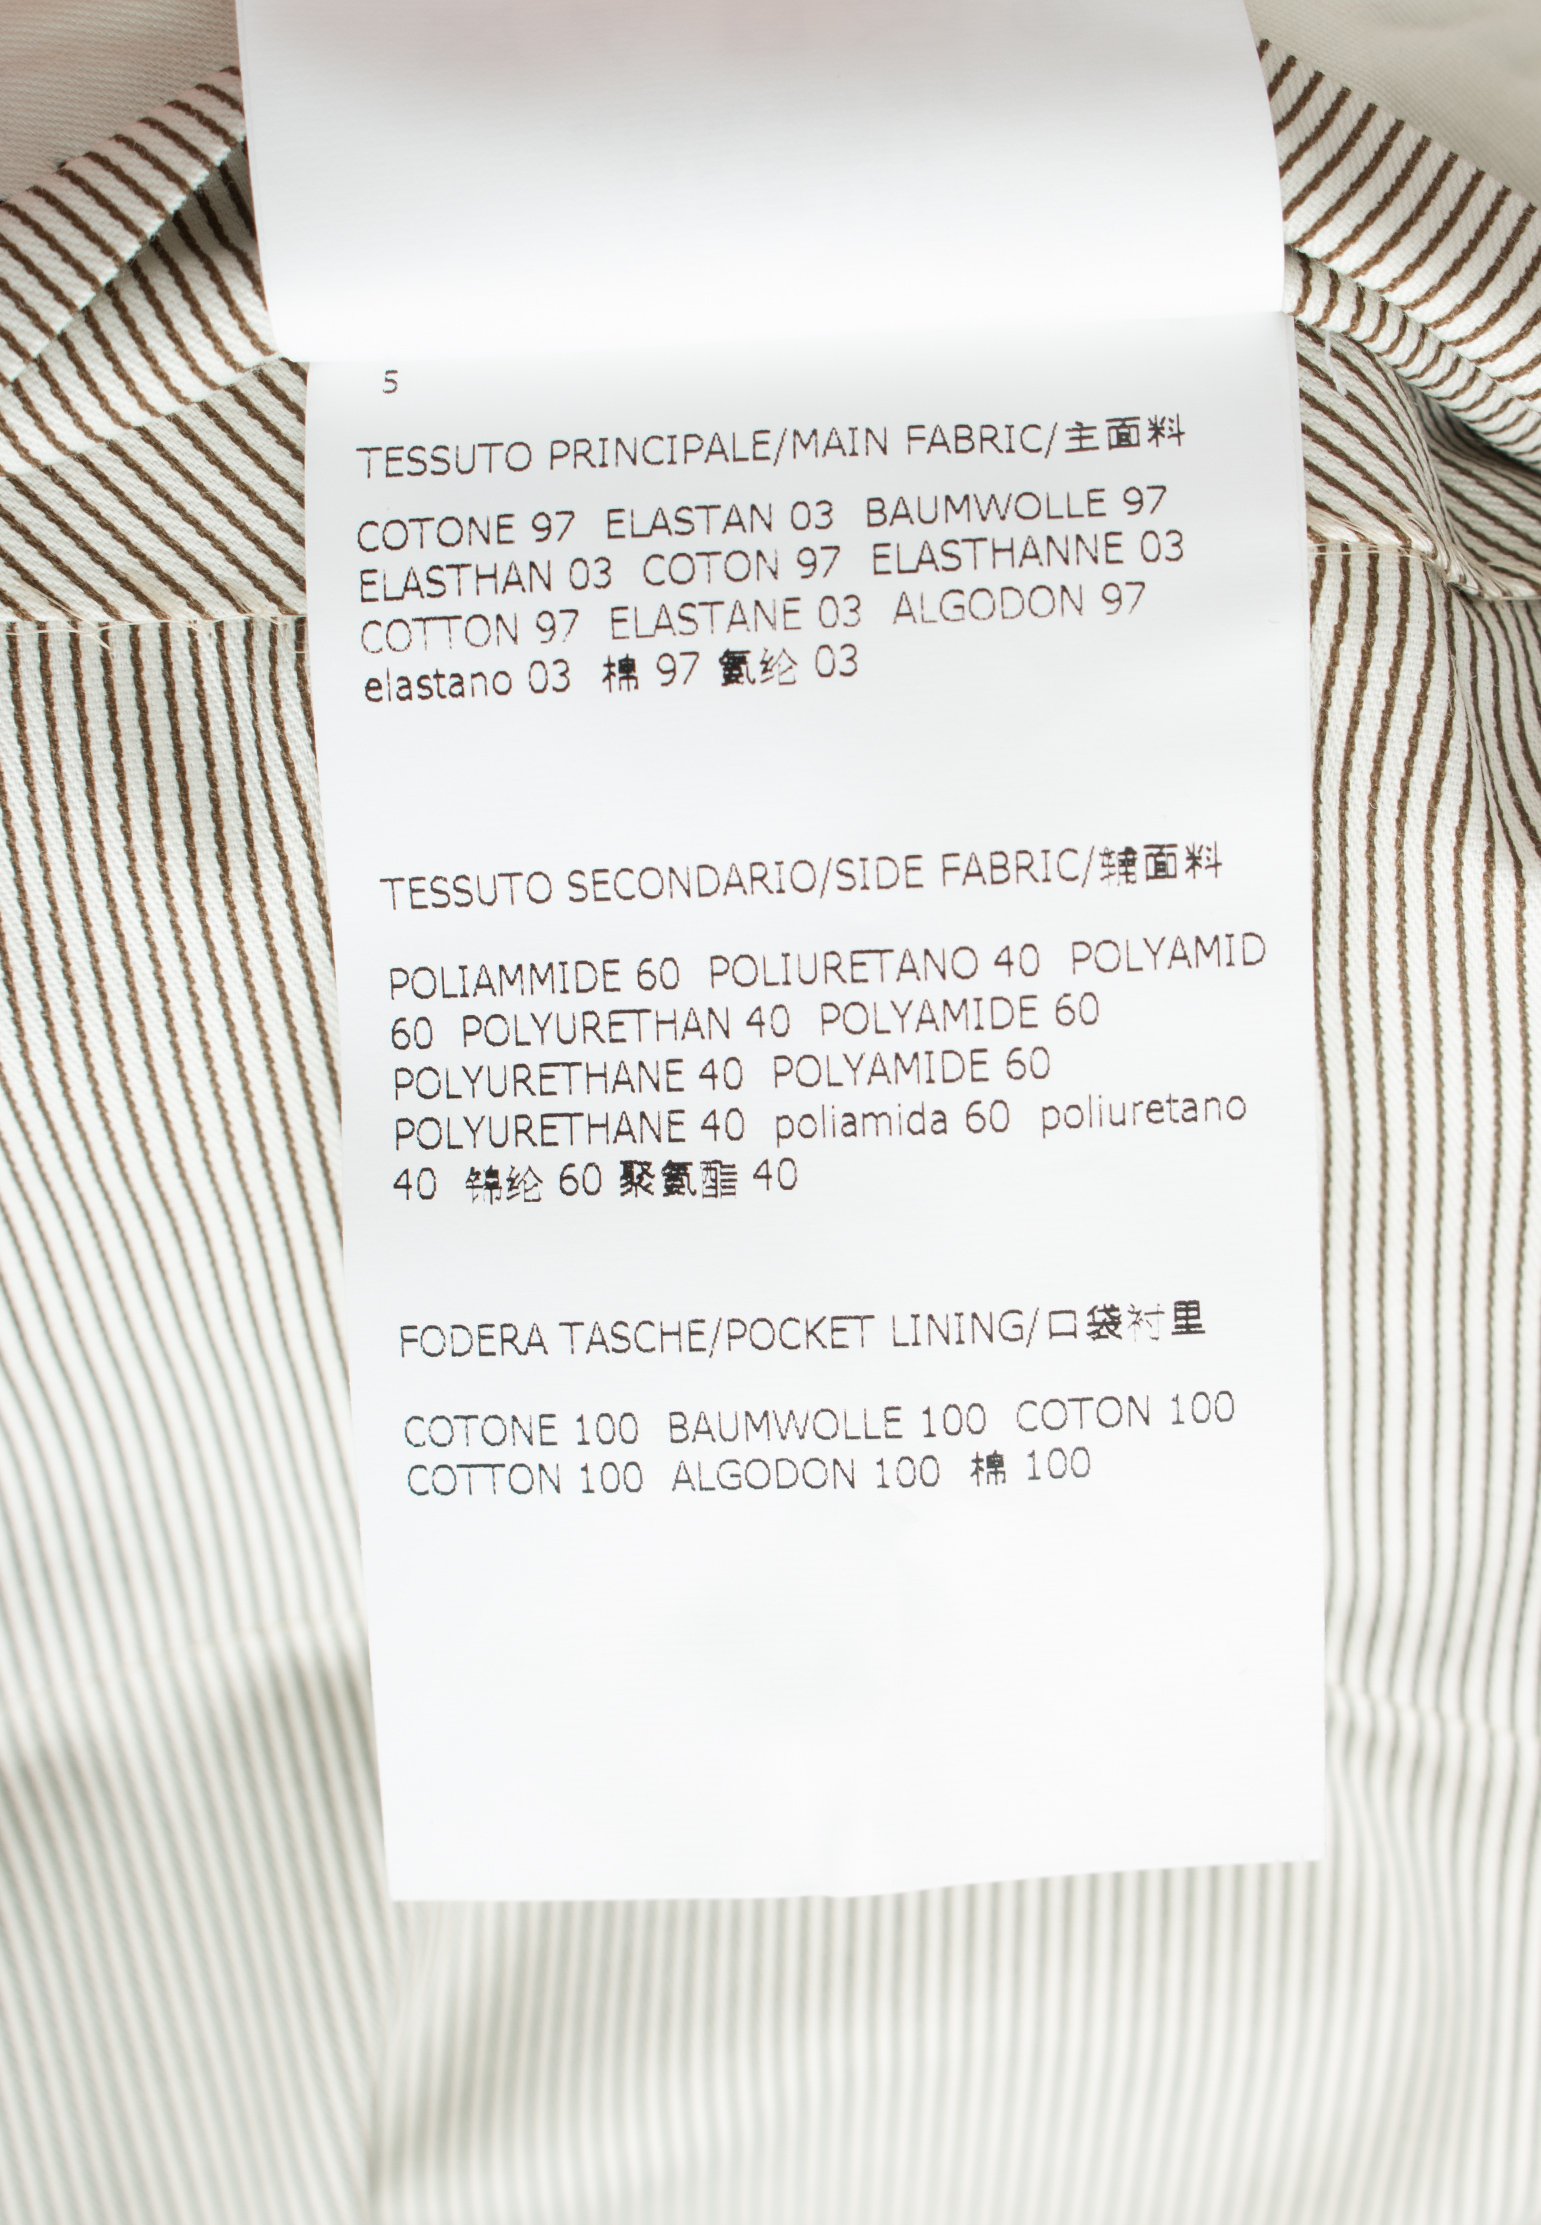 5
TESSUTO PRINCIPALE/MAIN FABRIC/主面料
COTONE 97 ELASTAN 03 BAUMWOLLE 97
ELASTHAN 03 COTON 97 ELASTHANNE 03
COTTON 97 ELASTANE 03 ALGODON 97
elastano 03 棉 97 氨纶 03
TESSUTO SECONDARIO/SIDE FABRIC/辅面料
POLIAMMIDE 60 POLIURETANO 40 POLYAMID
60 POLYURETHAN 40 POLYAMIDE 60
POLYURETHANE 40 POLYAMIDE 60
POLYURETHANE 40 poliamida 60 poliuretano
40 锦纶 60 聚氨酯 40
FODERA TASCHE/POCKET LINING/口袋衬里
COTONE 100 BAUMWOLLE 100 COTON 100
COTTON 100 ALGODON 100 棉 100